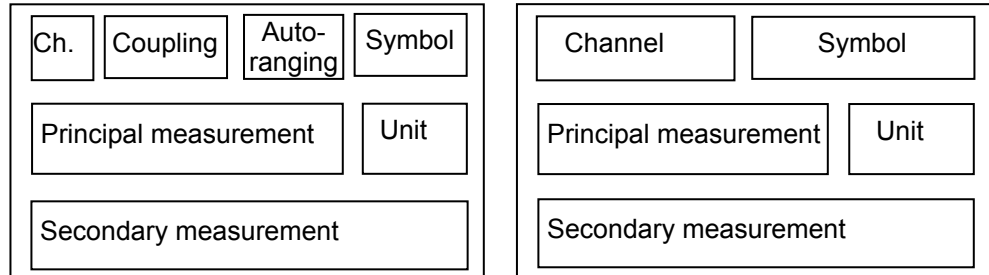 Ch.
Coupling
Auto-
ranging
Symbol
Principal measurement
Unit
Secondary measurement
Channel
Symbol
Principal measurement
Unit
Secondary measurement